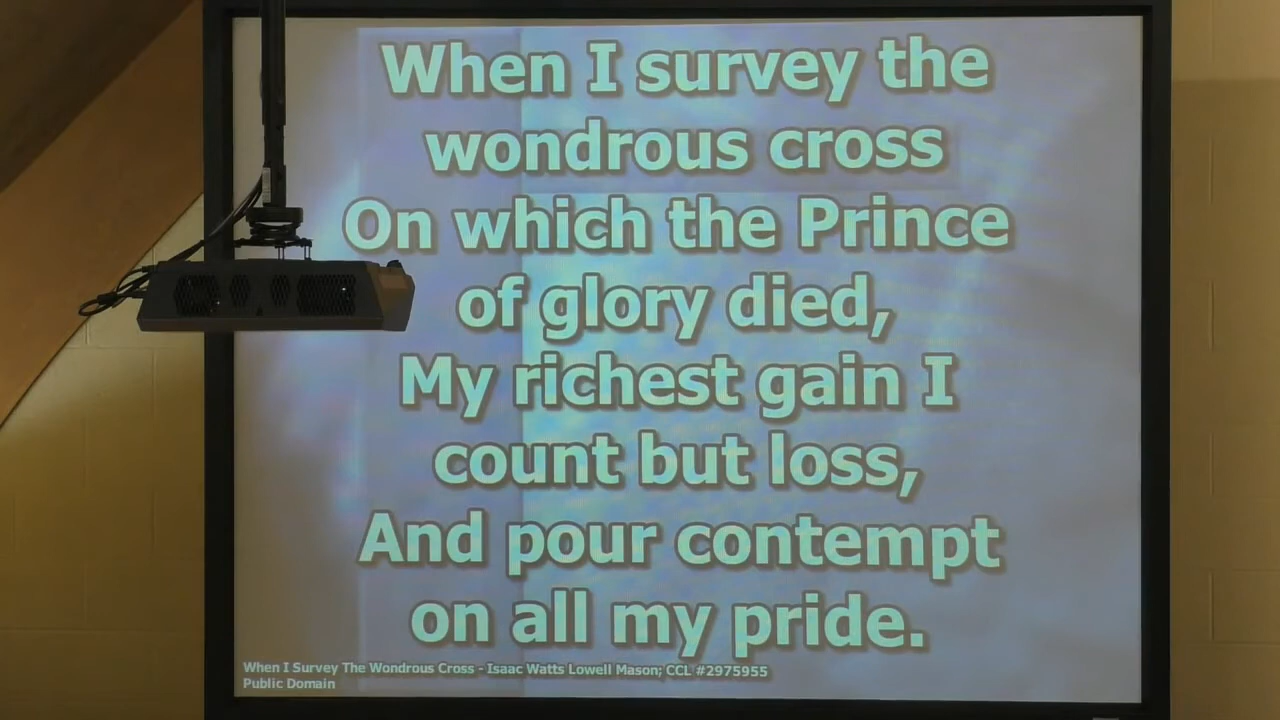 When I survey the
wondrous cross
On which the Prince
of glory died,
My richest gain I
count but loss,
And pour contempt
on all my pride.
When I Survey The Wondrous Cross - Isaac Watts Lowell Mason; CCL #2975955
Public Domain